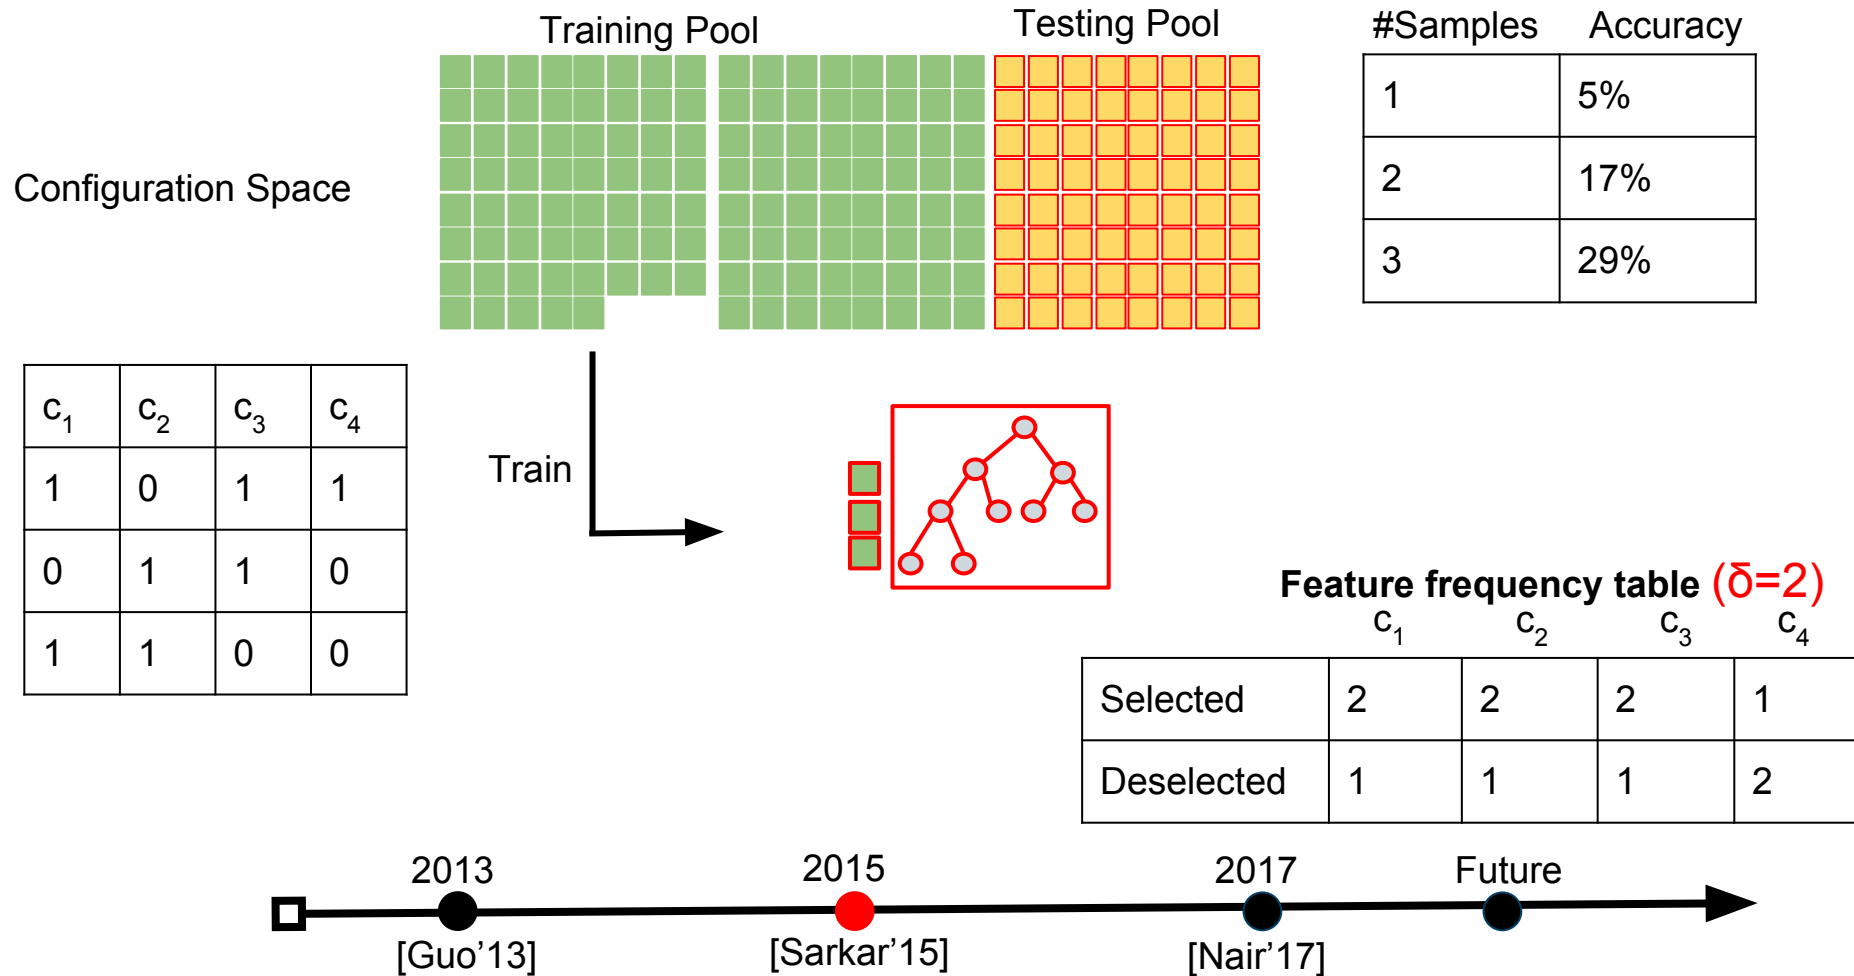 Training Pool
Testing Pool
#Samples Accuracy
1 5%
2 17%
3 29%
Configuration Space
c1 c2 c3 c4
1 0 1 1
0 1 1 0
1 1 0 0
Train
Feature frequency table (δ=2)
c1 c2 c3 c4
Selected 2 2 2 1
Deselected 1 1 1 2
2013 2015 2017 Future
[Guo’13] [Sarkar’15] [Nair’17]